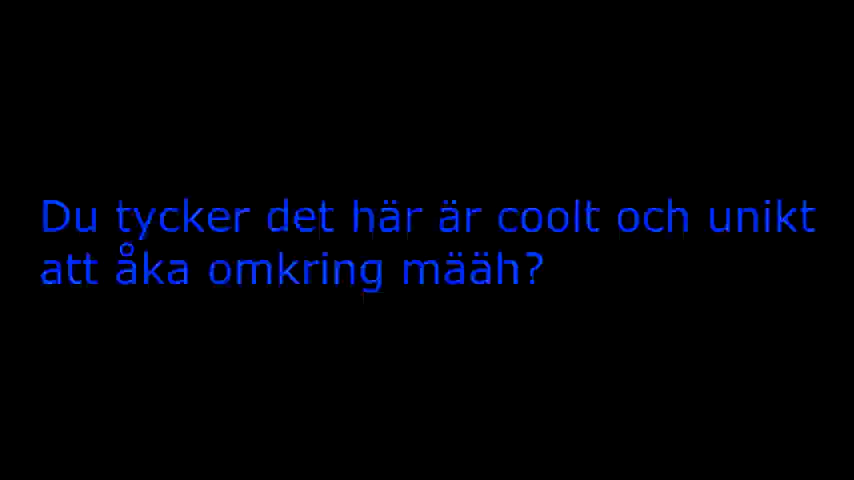 Du tycker det här är coolt och unikt
att åka omkring määh?